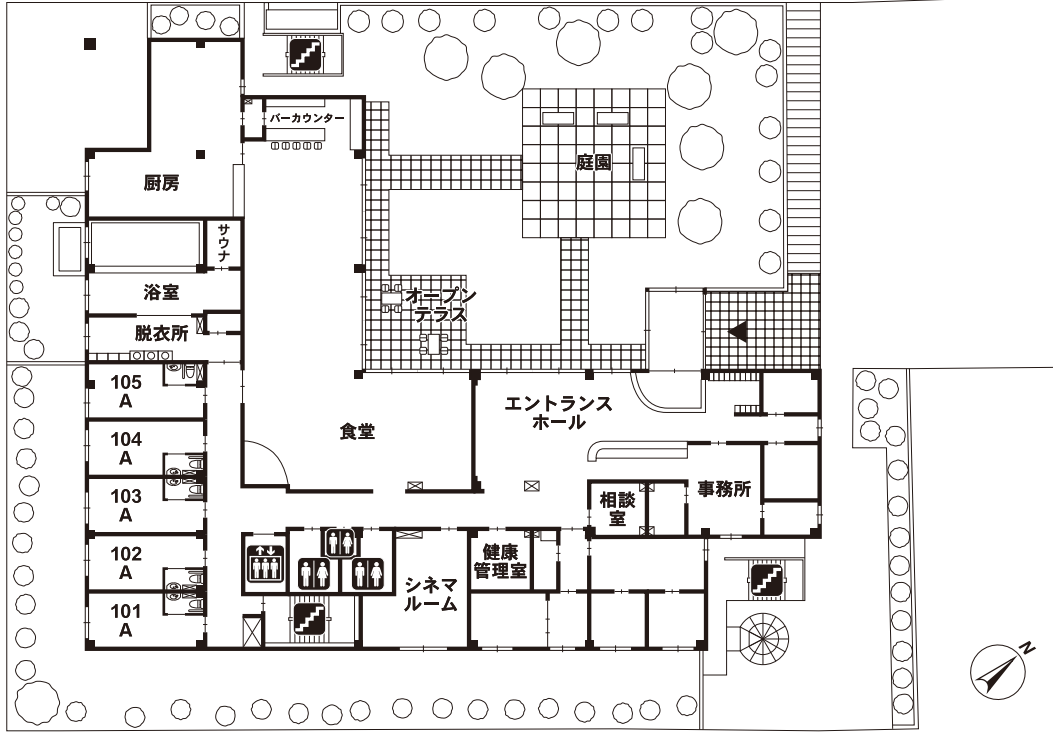 バーカウンター
庭園
厨房
サウナ
浴室
脱衣所
オープン
テラス
105
A
エントランス
ホール
食堂
104
A
103
A
事務所
相談
室
102
A
健康
管理室
シネマ
ルーム
101
A
N